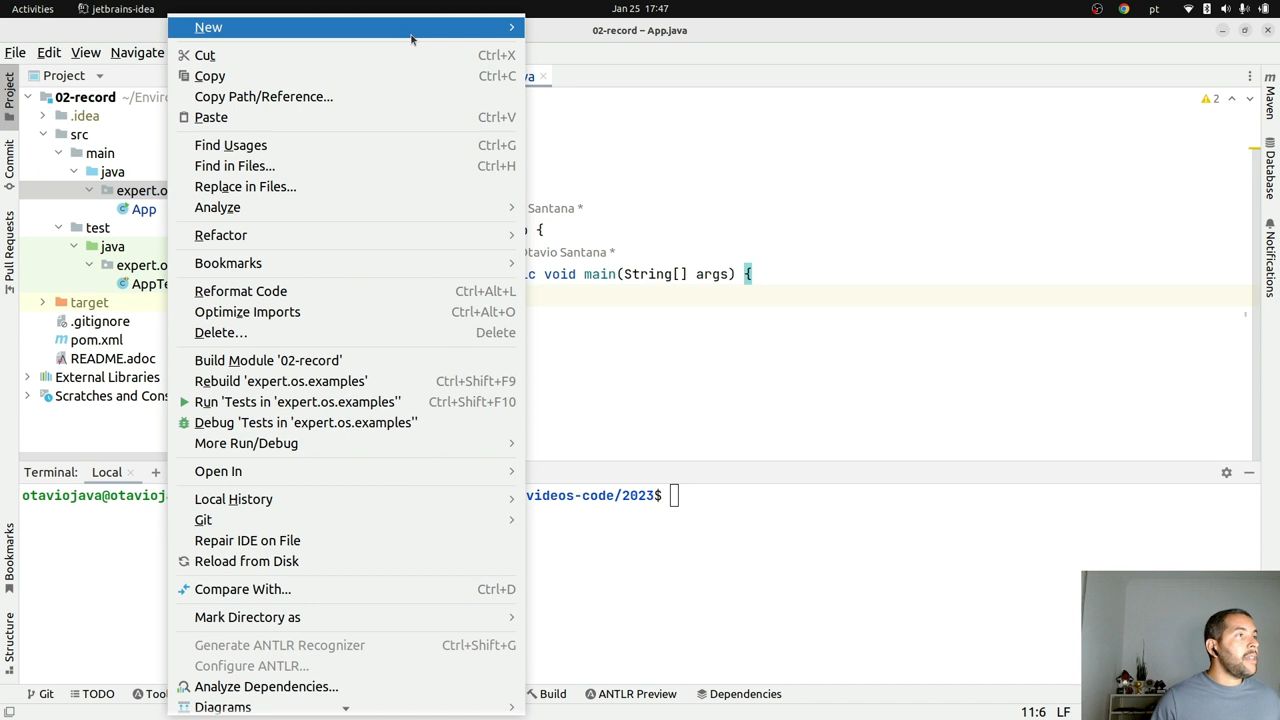 Activities
jetbrains-idea
Jan 25 17:47
pt
02-record – App.java
File Edit View Navigate
Project
02-record ~/Envir
.idea
src
main
java
expert.o
App
test
java
expert.o
AppTe
target
.gitignore
pom.xml
README.adoc
External Libraries
Scratches and Cons
New
Cut Ctrl+X
Copy Ctrl+C
Copy Path/Reference...
Paste Ctrl+V
Find Usages Ctrl+G
Find in Files... Ctrl+H
Replace in Files...
Analyze
Refactor
Bookmarks
Reformat Code Ctrl+Alt+L
Optimize Imports Ctrl+Alt+O
Delete... Delete
Build Module '02-record'
Rebuild 'expert.os.examples' Ctrl+Shift+F9
Run 'Tests in 'expert.os.examples'' Ctrl+Shift+F10
Debug 'Tests in 'expert.os.examples''
More Run/Debug
Open In
Local History
Git
Repair IDE on File
Reload from Disk
Compare With... Ctrl+D
Mark Directory as
Generate ANTLR Recognizer Ctrl+Shift+G
Configure ANTLR...
Analyze Dependencies...
Diagrams
va
2
Santana *
{
Otavio Santana *
c void main(String[] args) {
Terminal: Local
otaviojava@otavioja
videos-code/2023$
Project
Commit
Pull Requests
Bookmarks
Structure
Maven
Database
Notifications
Git
TODO
Build
ANTLR Preview
Dependencies
11:6 LF